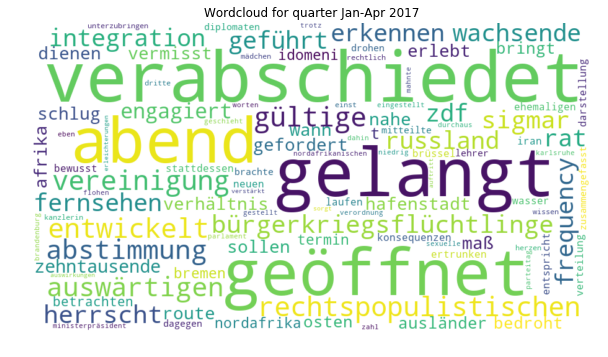 Wordcloud for quarter Jan-Apr 2017
unterzubringen
diplomaten
trotz
integration
geführt
erkennen
wachsende
dienen
vermisst
idomeni
drohen
erlebt
bringt
mädchen
rechtlich
dritte
worten
einst
eingestellt
mahnte
verabschiedet
darstellung
schlug
engagiert
gültige
nahe
zdf
sigmar
ehemaligen
eben
erleichterungen
geschieht
abend
wann
t
mitteilte
durchaus
dahin
russland
rat
afrika
gefordert
nordafrikanischen
niedrig
brüssel
lehrer
iran
karlsruhe
bewusst
stattdessen
vereinigung
flohen
verstärkt
brachte
neuen
gelangt
zusammengefasst
fernsehen
verhältnis
laufen
hafenstadt
wasser
wissen
gestellt
verordnung
frequency
entwickelt
bürgerkriegsflüchtlinge
kanzlerin
parlament
sorgt
brandenburg
abstimmung
sollen
termin
konsequenzen
maß
sexuelle
herzen
parteitag
entspricht
verteilung
zehntausende
bremen
ertrunken
auswirkungen
auswärtigen
geöffnet
betrachten
rechtspopulistischen
herrscht
route
nordafrika
osten
ausländer
bedroht
ministerpräsident
dagegen
zahl